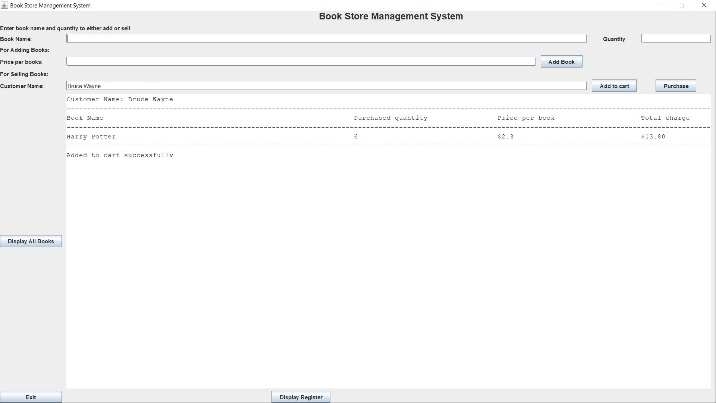 Book Store Management System
Book Store Management System
Enter book name and quantity to either add or sell
Book Name: Quantity
For Adding Books:
Price per books: Add Book
For Selling Books:
Customer Name: Bruce Wayne Add to cart Purchase
Customer Name: Bruce Wayne
Book Name Purchased quantity Price per book Total charge
Harry Potter 6 $2.3 $13.80
Added to cart successfully
Display All Books
Exit Display Register